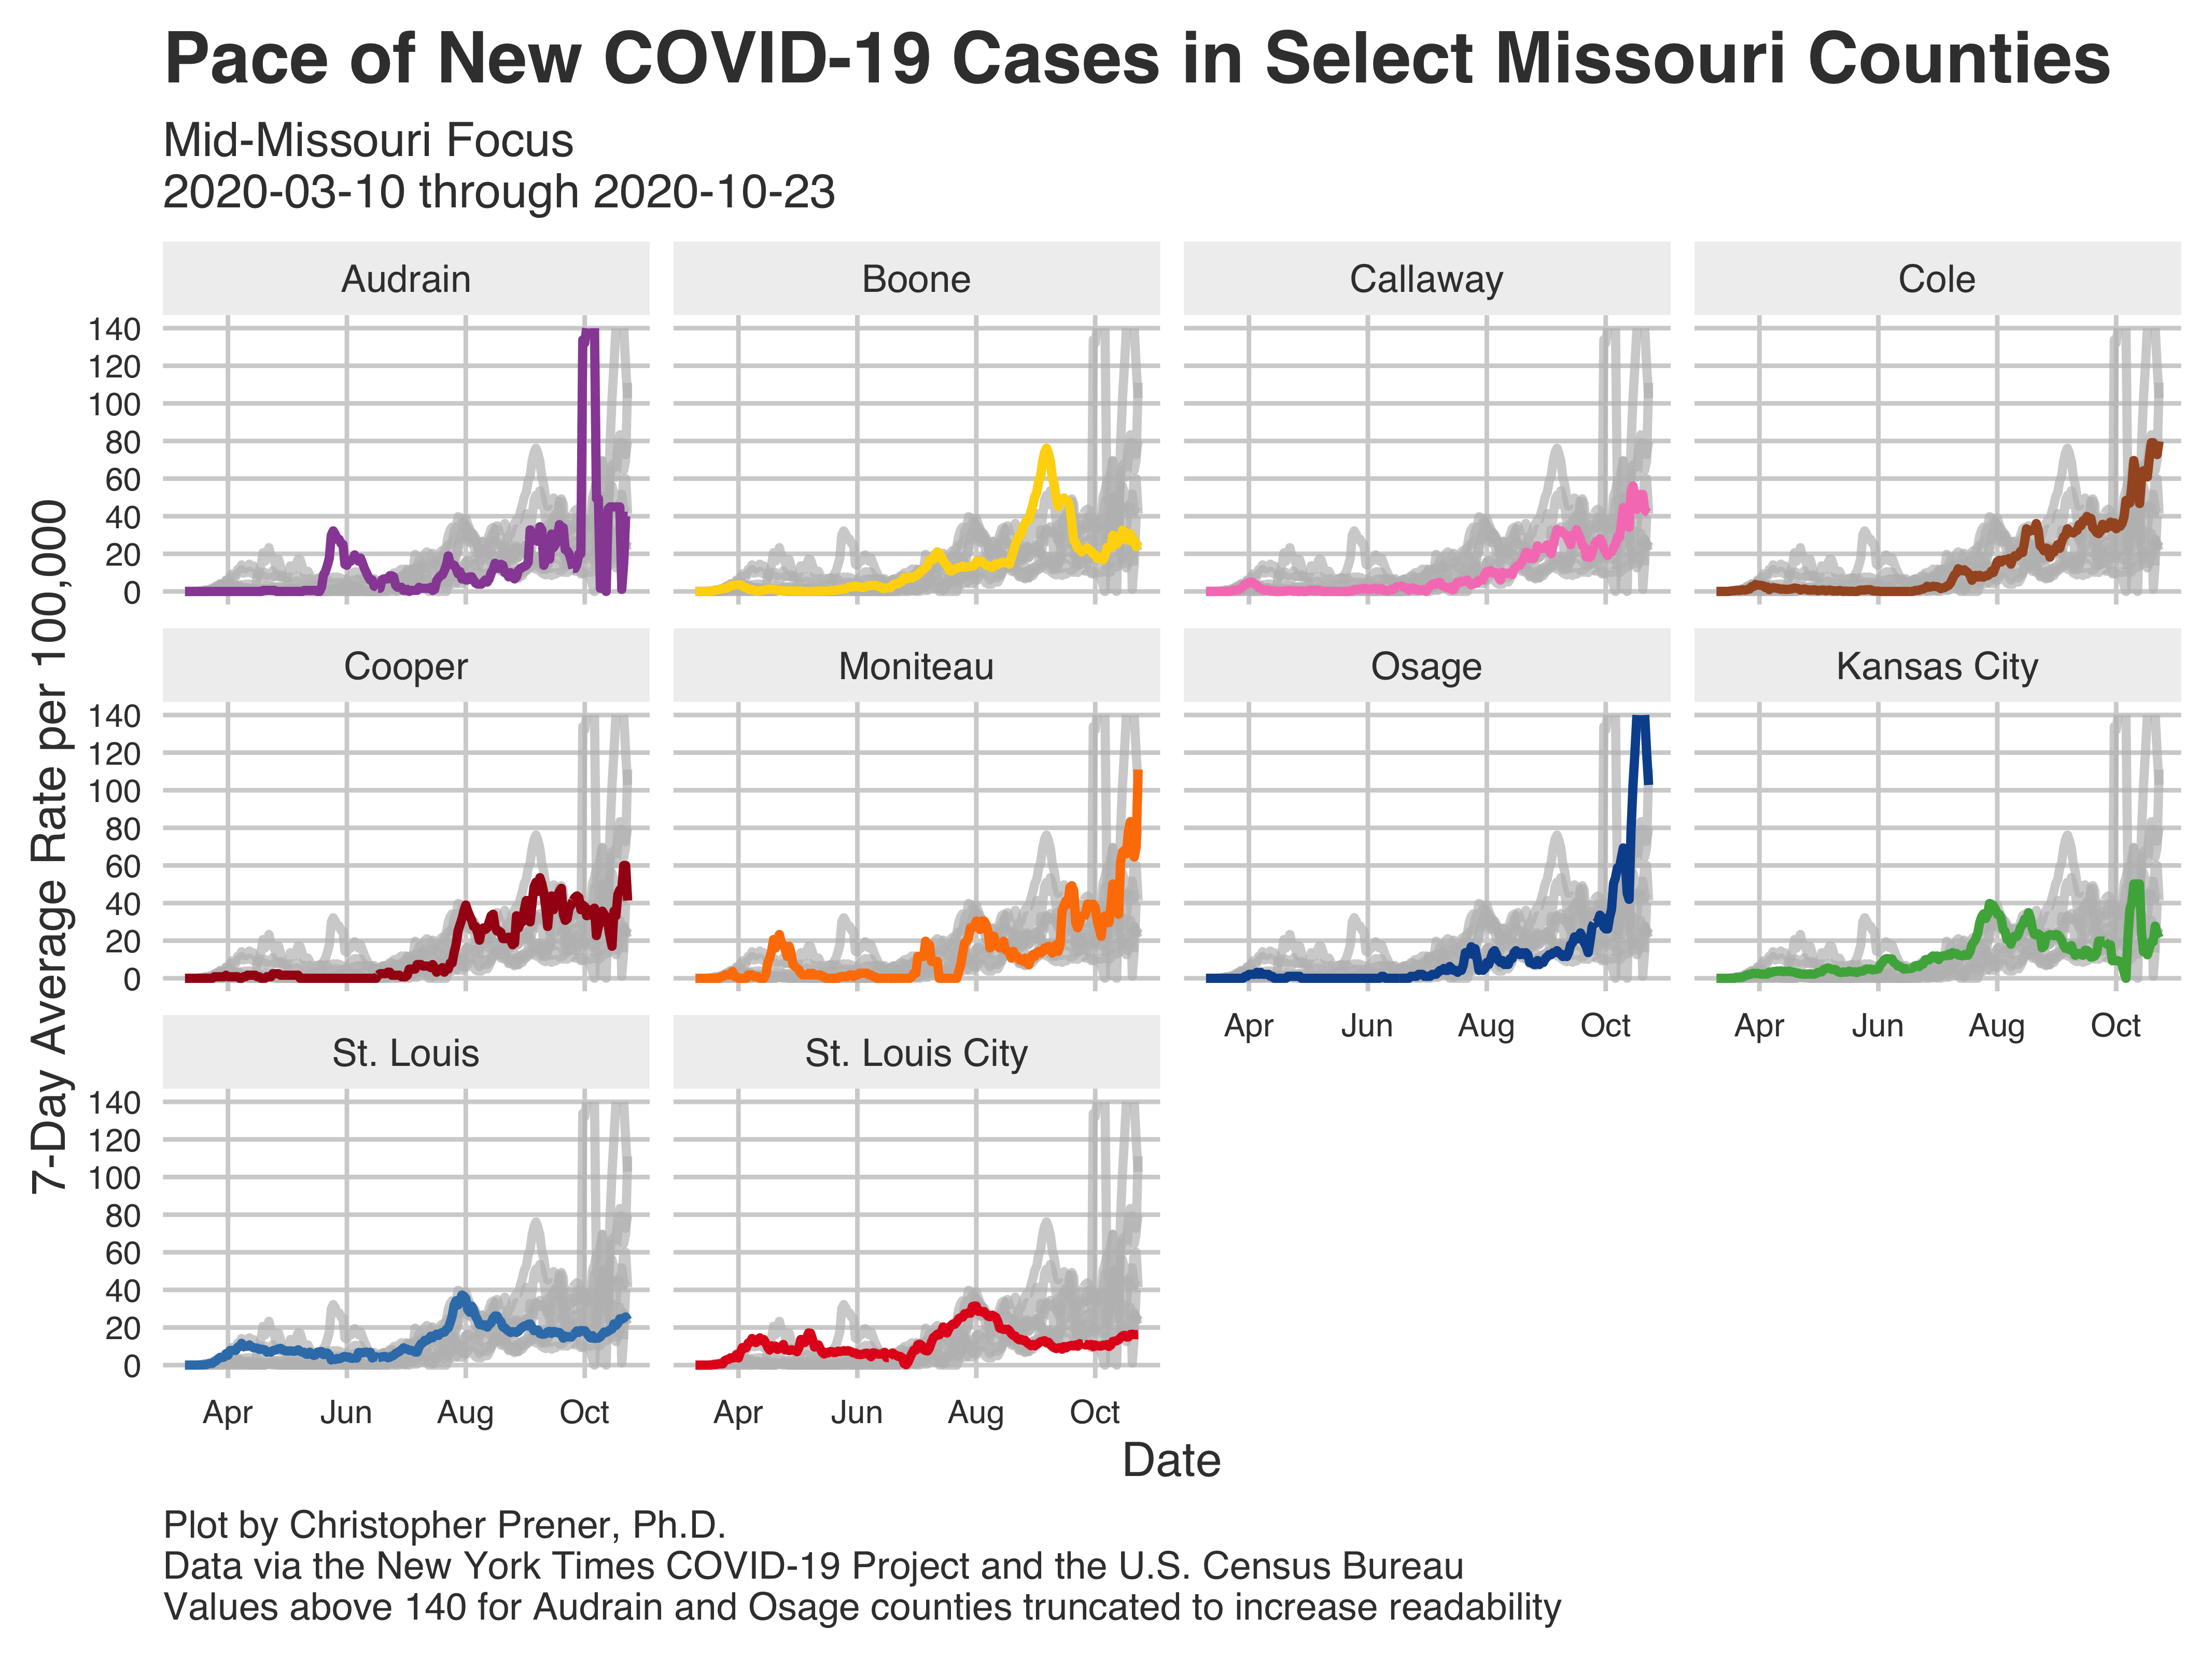 Pace of New COVID-19 Cases in Select Missouri Counties
Mid-Missouri Focus
2020-03-10 through 2020-10-23
7-Day Average Rate per 100,000
Audrain
Boone
Callaway
Cole
140
120
100
80
60
40
20
0
Cooper
Moniteau
Osage
Kansas City
140
120
100
80
60
40
20
0
Apr Jun Aug Oct
Apr Jun Aug Oct
St. Louis
St. Louis City
140
120
100
80
60
40
20
0
Apr Jun Aug Oct
Apr Jun Aug Oct
Date
Plot by Christopher Prener, Ph.D.
Data via the New York Times COVID-19 Project and the U.S. Census Bureau
Values above 140 for Audrain and Osage counties truncated to increase readability